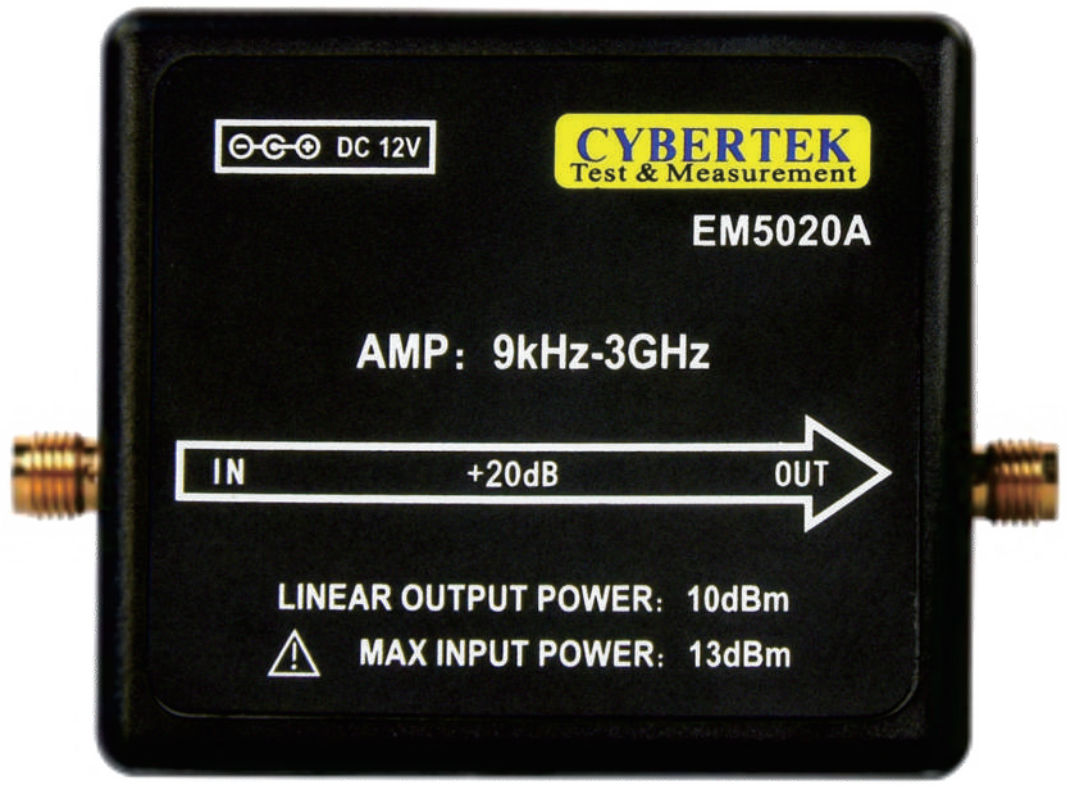 DC 12V
CYBERTEK
Test & Measurement
EM5020A
AMP: 9kHz-3GHz
IN +20dB OUT
LINEAR OUTPUT POWER: 10dBm
MAX INPUT POWER: 13dBm